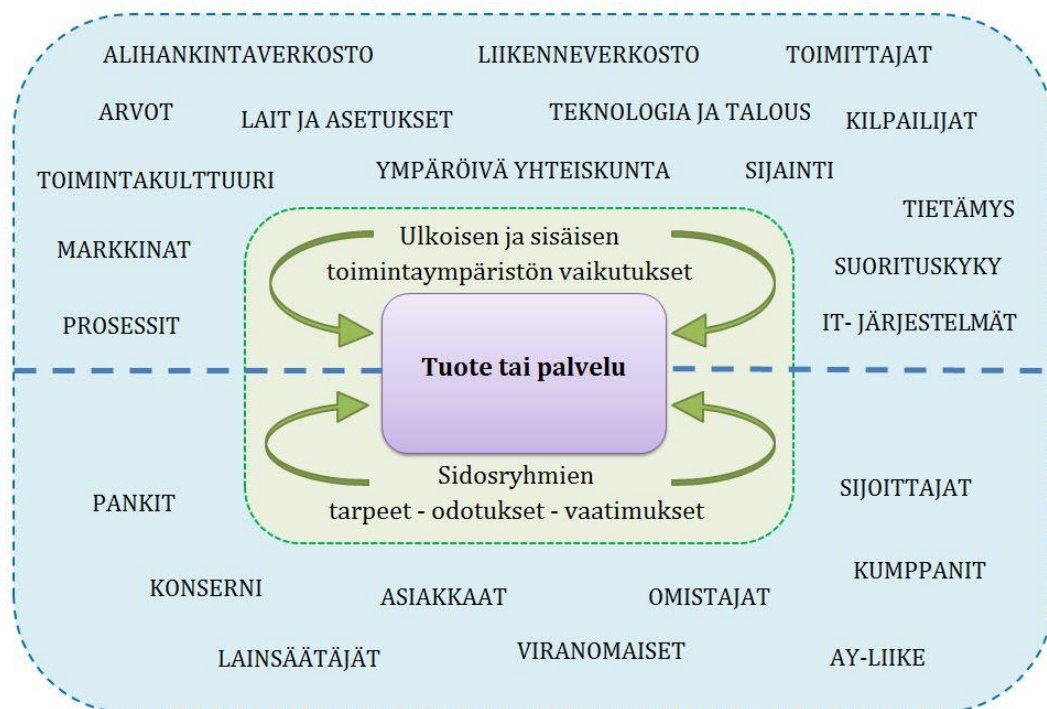 ALIHANKINTAVERKOSTO
LIIKENNEVERKOSTO
TOIMITTAJAT
ARVOT
LAIT JA ASETUKSET
TEKNOLOGIA JA TALOUS
KILPAILIJAT
TOIMINTAKULTTUURI
YMPÄRÖIVÄ YHTEISKUNTA
SIJAINTI
TIETÄMYS
MARKKINAT
SUORITUSKYKY
PROSESSIT
IT- JÄRJESTELMÄT
Ulkoisen ja sisäisen
toimintaympäristön vaikutukset
Tuote tai palvelu
Sidosryhmien
tarpeet - odotukset - vaatimukset
PANKIT
SIJOITTAJAT
KONSERNI
ASIAKKAAT
OMISTAJAT
KUMPPANIT
LAINSÄÄTÄJÄT
VIRANOMAISET
AY-LIIKE